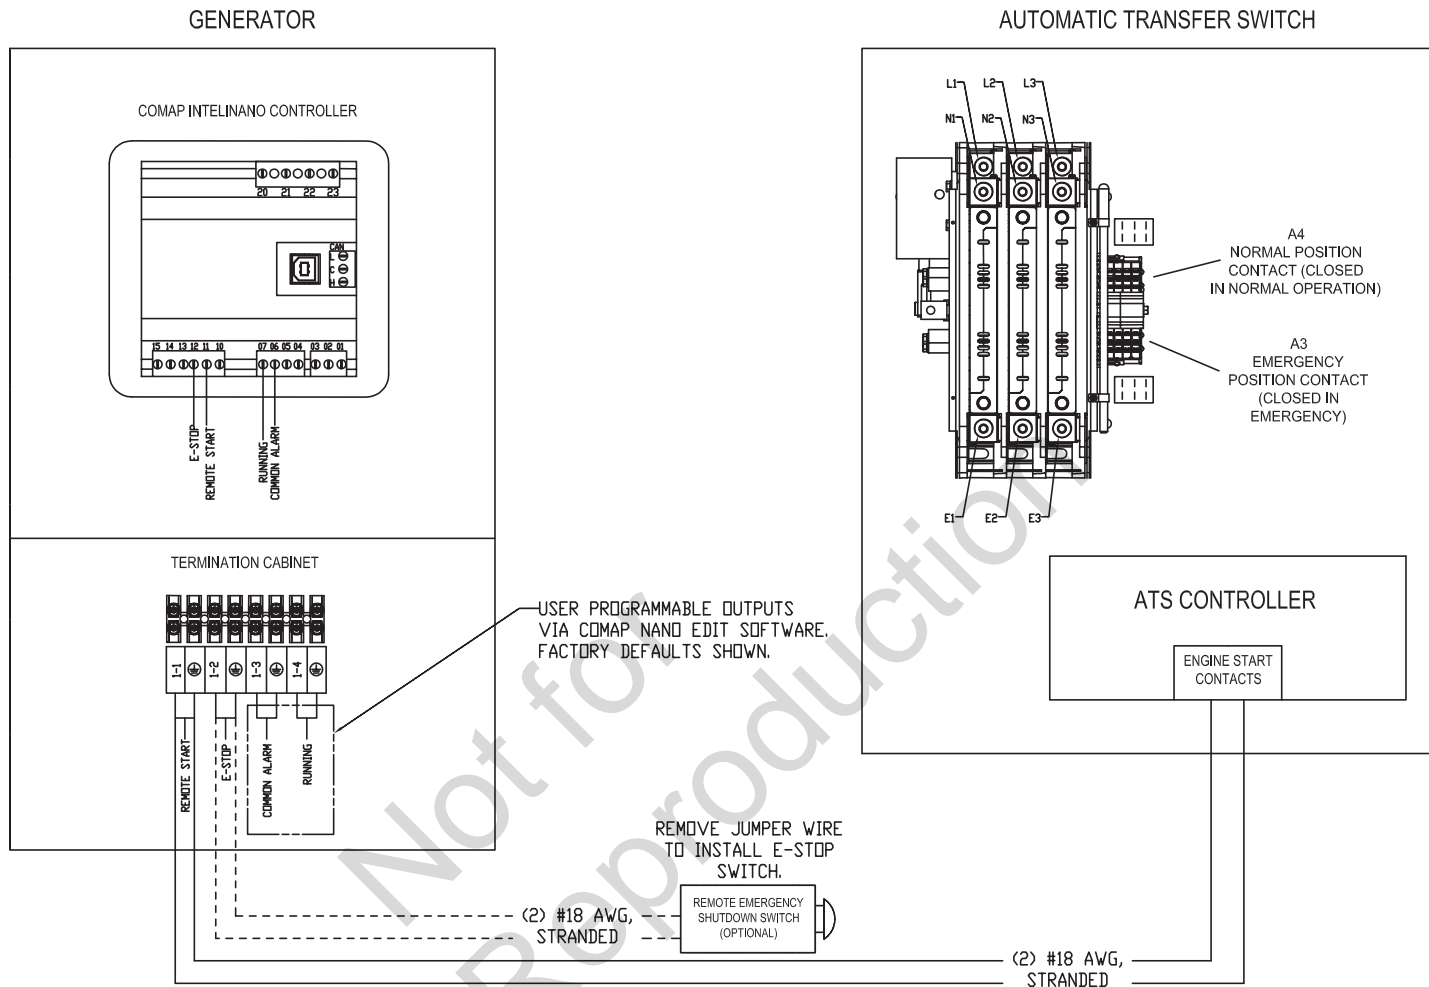 GENERATOR
AUTOMATIC TRANSFER SWITCH
COMAP INTELINANO CONTROLLER
20 21 22 23
CAN
L
C
H
15 14 13 12 11 10
07 06 05 04
03 02 01
E-STOP
REMOTE START
RUNNING
COMMON ALARM
L1 L2 L3
N1 N2 N3
A4
NORMAL POSITION
CONTACT (CLOSED
IN NORMAL OPERATION)
A3
EMERGENCY
POSITION CONTACT
(CLOSED IN
EMERGENCY)
E1 E2 E3
TERMINATION CABINET
1-1 1-2 1-3 1-4
REMOTE START
E-STOP
COMMON ALARM
RUNNING
USER PROGRAMMABLE OUTPUTS
VIA COMAP NANO EDIT SOFTWARE.
FACTORY DEFAULTS SHOWN.
ATS CONTROLLER
ENGINE START
CONTACTS
REMOVE JUMPER WIRE
TO INSTALL E-STOP
SWITCH.
REMOTE EMERGENCY
SHUTDOWN SWITCH
(OPTIONAL)
(2) #18 AWG,
STRANDED
(2) #18 AWG,
STRANDED
Not for
Reproduction